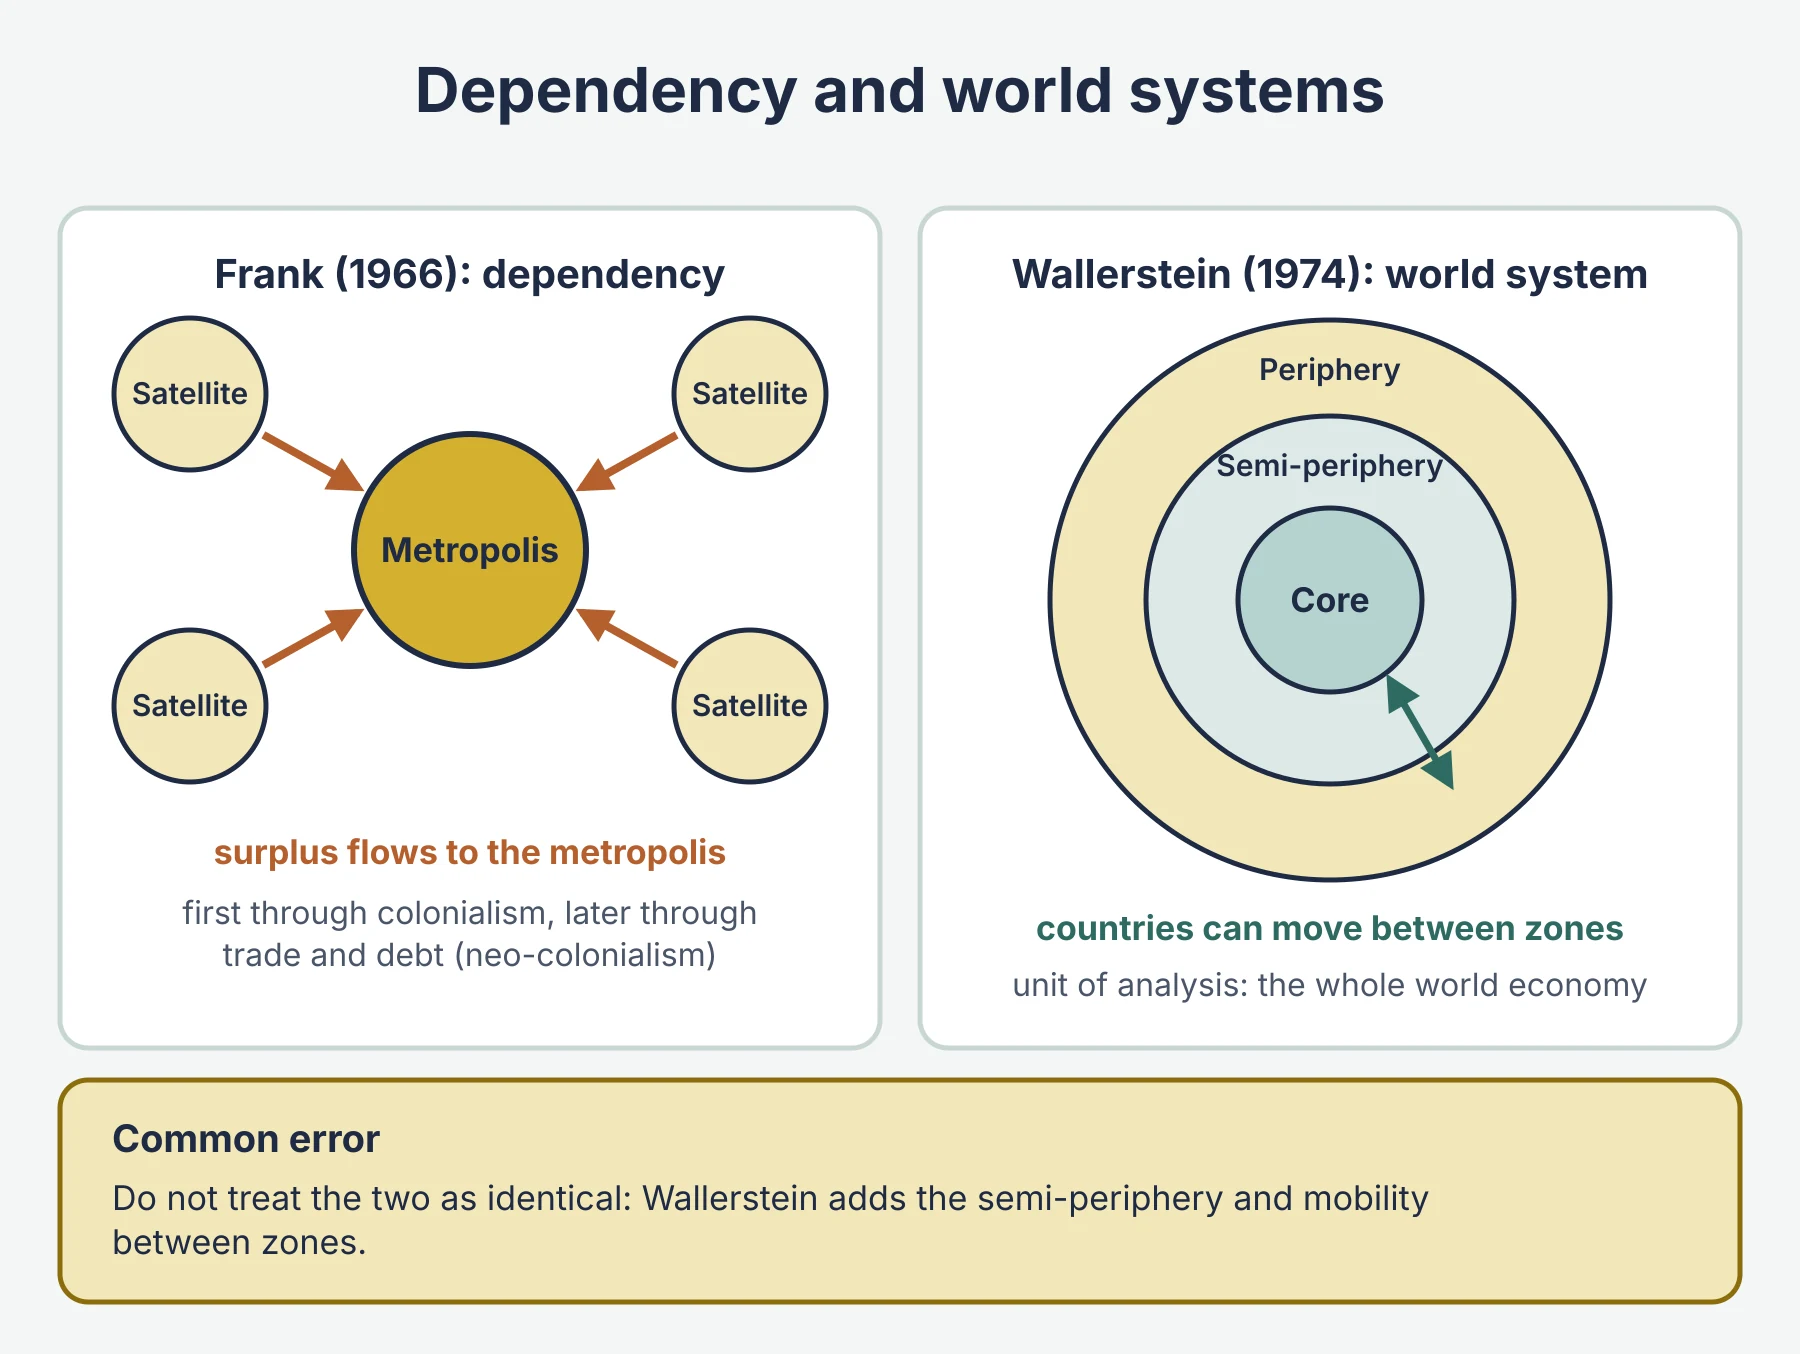 Dependency and world systems
Frank (1966): dependency
Satellite
Satellite
Metropolis
Satellite
Satellite
surplus flows to the metropolis
first through colonialism, later through
trade and debt (neo-colonialism)
Wallerstein (1974): world system
Periphery
Semi-periphery
Core
countries can move between zones
unit of analysis: the whole world economy
Common error
Do not treat the two as identical: Wallerstein adds the semi-periphery and mobility
between zones.